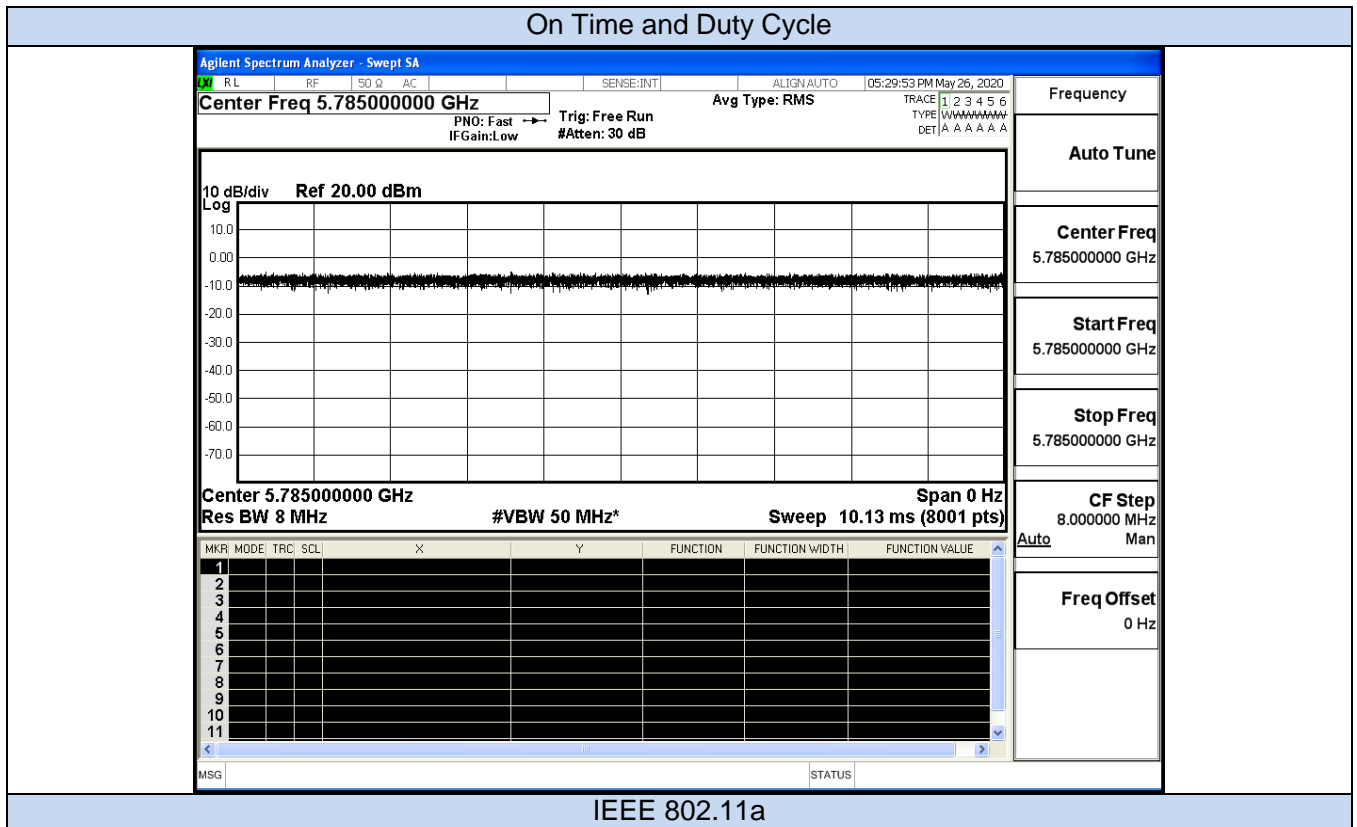 On Time and Duty Cycle
Agilent Spectrum Analyzer - Swept SA
LXI RL RF 50 Ω AC SENSE:INT ALIGN AUTO 05:29:53 PM May 26, 2020
Center Freq 5.785000000 GHz
PNO: Fast
IFGain:Low
Trig: Free Run
#Atten: 30 dB
Avg Type: RMS
TRACE 1 2 3 4 5 6
TYPE WWWWWW
DET A A A A A A
10 dB/div Ref 20.00 dBm
Log
10.0
0.00
-10.0
-20.0
-30.0
-40.0
-50.0
-60.0
-70.0
Center 5.785000000 GHz Span 0 Hz
Res BW 8 MHz #VBW 50 MHz* Sweep 10.13 ms (8001 pts)
MKR MODE TRC SCL X Y FUNCTION FUNCTION WIDTH FUNCTION VALUE
1
2
3
4
5
6
7
8
9
10
11
MSG STATUS
Frequency
Auto Tune
Center Freq
5.785000000 GHz
Start Freq
5.785000000 GHz
Stop Freq
5.785000000 GHz
CF Step
8.000000 MHz
Auto Man
Freq Offset
0 Hz
IEEE 802.11a